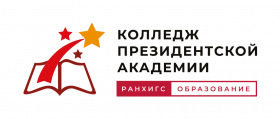 КОЛЛЕДЖ
ПРЕЗИДЕНТСКОЙ
АКАДЕМИИ
РАНХИГС ОБРАЗОВАНИЕ